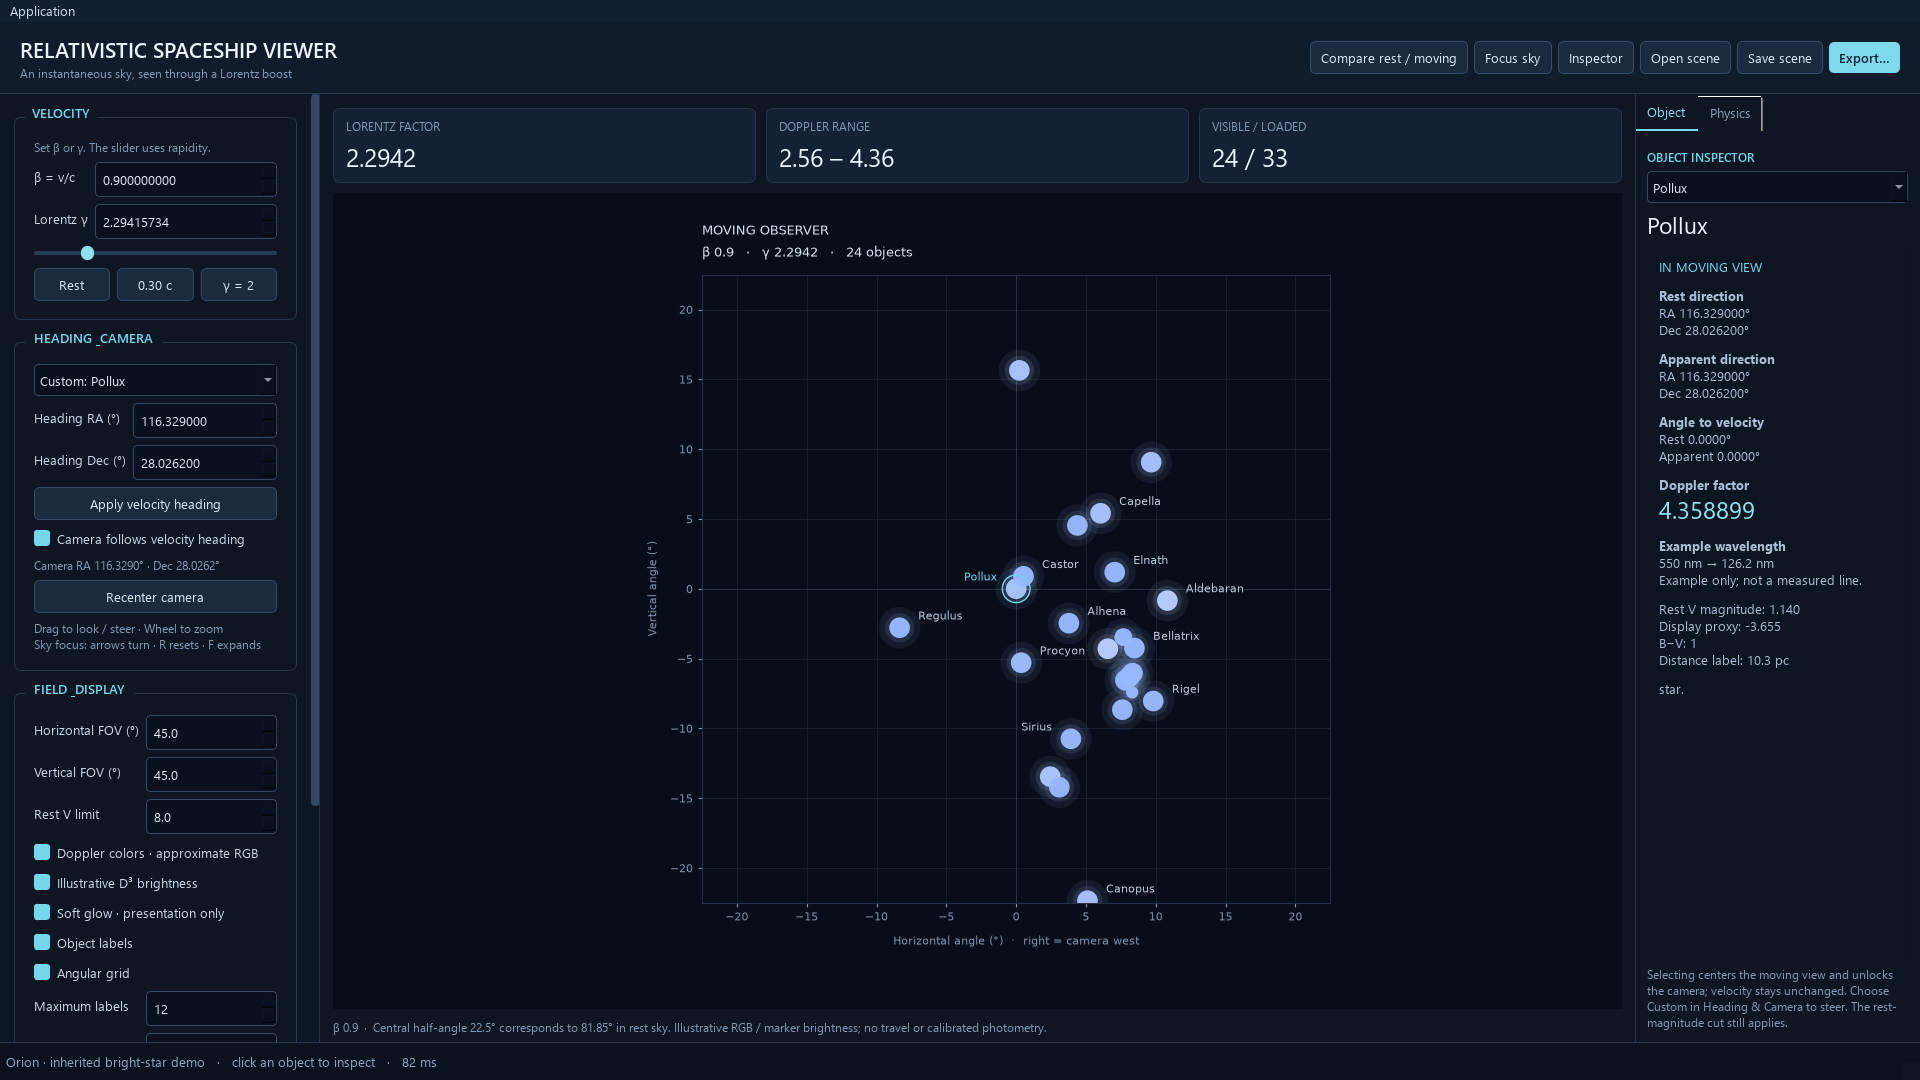 Application
RELATIVISTIC SPACESHIP VIEWER
An instantaneous sky, seen through a Lorentz boost
Compare rest / moving
Focus sky
Inspector
Open scene
Save scene
Export...
VELOCITY
Set β or γ. The slider uses rapidity.
β = v/c
0.900000000
Lorentz γ
2.29415734
Rest
0.30 c
γ = 2
HEADING _CAMERA
Custom: Pollux
Heading RA (°)
116.329000
Heading Dec (°)
28.026200
Apply velocity heading
Camera follows velocity heading
Camera RA 116.3290° · Dec 28.0262°
Recenter camera
Drag to look / steer · Wheel to zoom
Sky focus: arrows turn · R resets · F expands
FIELD _DISPLAY
Horizontal FOV (°)
45.0
Vertical FOV (°)
45.0
Rest V limit
8.0
Doppler colors · approximate RGB
Illustrative D³ brightness
Soft glow · presentation only
Object labels
Angular grid
Maximum labels
12
LORENTZ FACTOR
2.2942
DOPPLER RANGE
2.56 – 4.36
VISIBLE / LOADED
24 / 33
MOVING OBSERVER
β 0.9 · γ 2.2942 · 24 objects
20
15
10
5
0
−5
−10
−15
−20
Vertical angle (°)
Capella
Castor
Elnath
Pollux
Aldebaran
Alhena
Regulus
Bellatrix
Procyon
Rigel
Sirius
Canopus
−20
−15
−10
−5
0
5
10
15
20
Horizontal angle (°) · right = camera west
β 0.9 · Central half-angle 22.5° corresponds to 81.85° in rest sky. Illustrative RGB / marker brightness; no travel or calibrated photometry.
Object
Physics
OBJECT INSPECTOR
Pollux
Pollux
IN MOVING VIEW
Rest direction
RA 116.329000°
Dec 28.026200°
Apparent direction
RA 116.329000°
Dec 28.026200°
Angle to velocity
Rest 0.0000°
Apparent 0.0000°
Doppler factor
4.358899
Example wavelength
550 nm → 126.2 nm
Example only; not a measured line.
Rest V magnitude: 1.140
Display proxy: -3.655
B−V: 1
Distance label: 10.3 pc
star.
Selecting centers the moving view and unlocks
the camera; velocity stays unchanged. Choose
Custom in Heading & Camera to steer. The rest-
magnitude cut still applies.
Orion · inherited bright-star demo · click an object to inspect · 82 ms